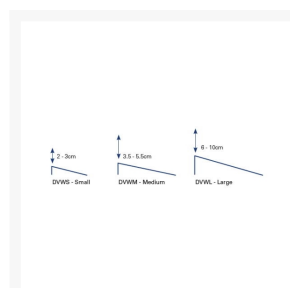 2 - 3cm
3.5 - 5.5cm
6 - 10cm
DVWS - Small
DVWM - Medium
DVWL - Large